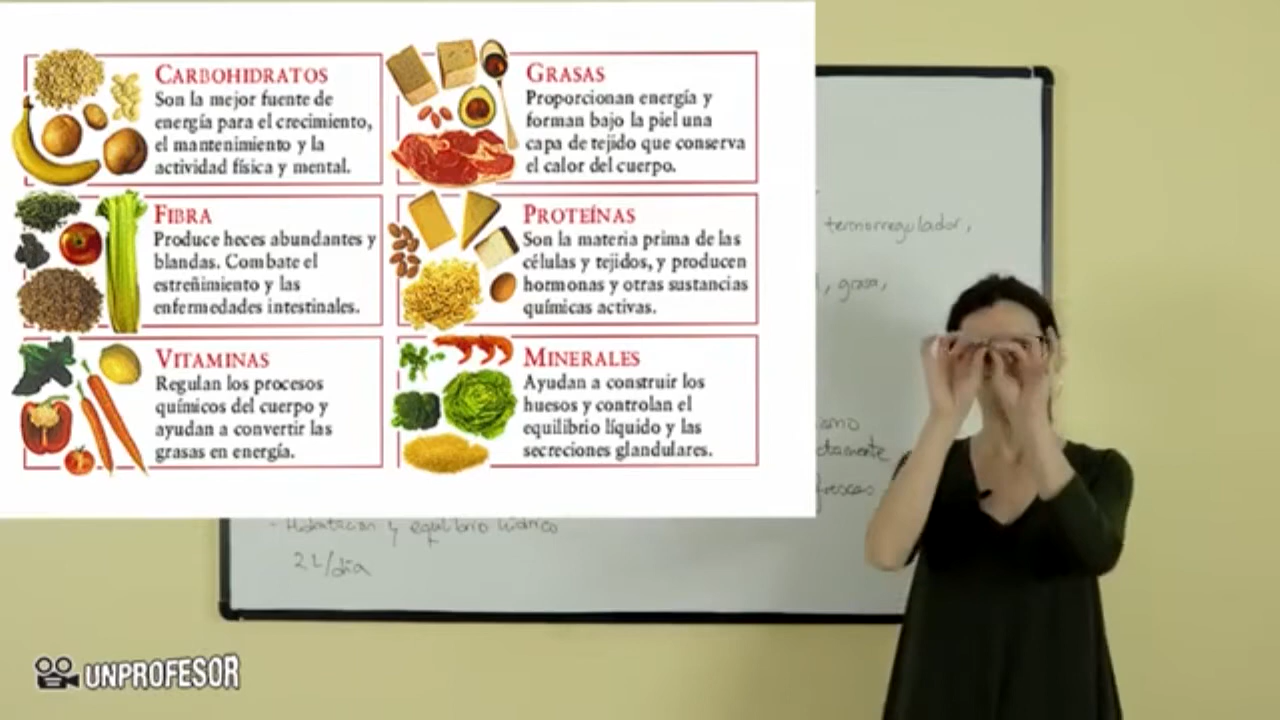 CARBOHIDRATOS
Son la mejor fuente de
energía para el crecimiento,
el mantenimiento y la
actividad física y mental.
GRASAS
Proporcionan energía y
forman bajo la piel una
capa de tejido que conserva
el calor del cuerpo.
FIBRA
Produce heces abundantes y
blandas. Combate el
estreñimiento y las
enfermedades intestinales.
PROTEÍNAS
Son la materia prima de las
células y tejidos, y producen
hormonas y otras sustancias
químicas activas.
VITAMINAS
Regulan los procesos
químicos del cuerpo y
ayudan a convertir las
grasas en energía.
MINERALES
Ayudan a construir los
huesos y controlan el
equilibrio líquido y las
secreciones glandulares.
termorregulador,
grasa,
frescos
- Hidratación y equilibrio hídrico
2L/día
UNPROFESOR